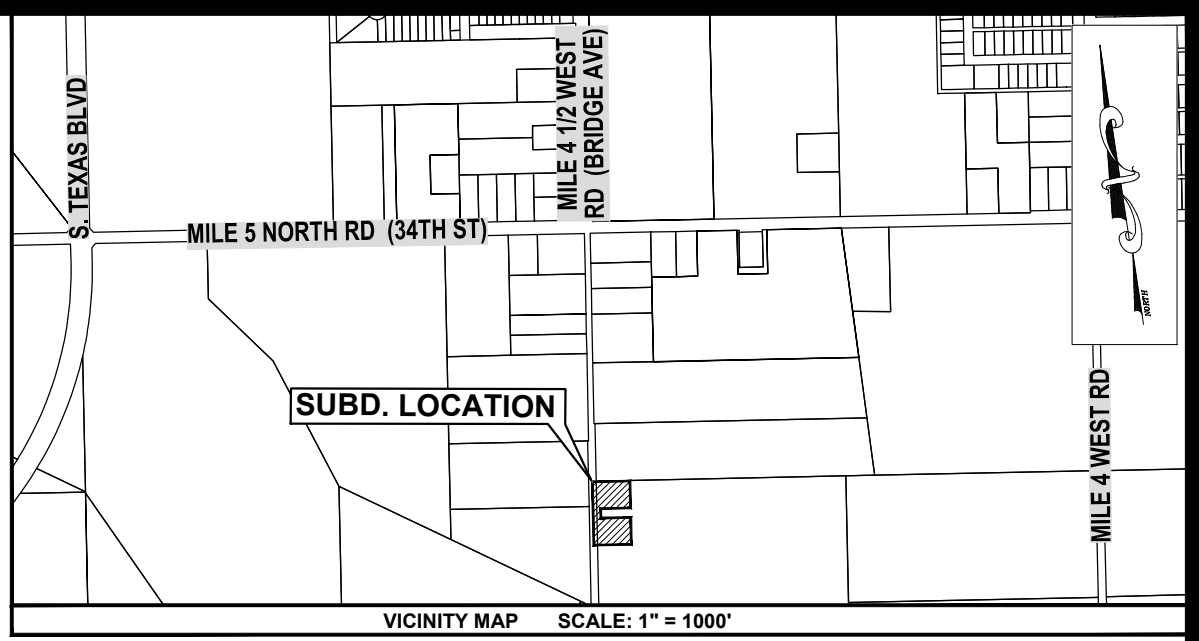 S. TEXAS BLVD
MILE 4 1/2 WEST
RD (BRIDGE AVE)
MILE 5 NORTH RD (34TH ST)
NORTH
SUBD. LOCATION
MILE 4 WEST RD
VICINITY MAP SCALE: 1" = 1000'